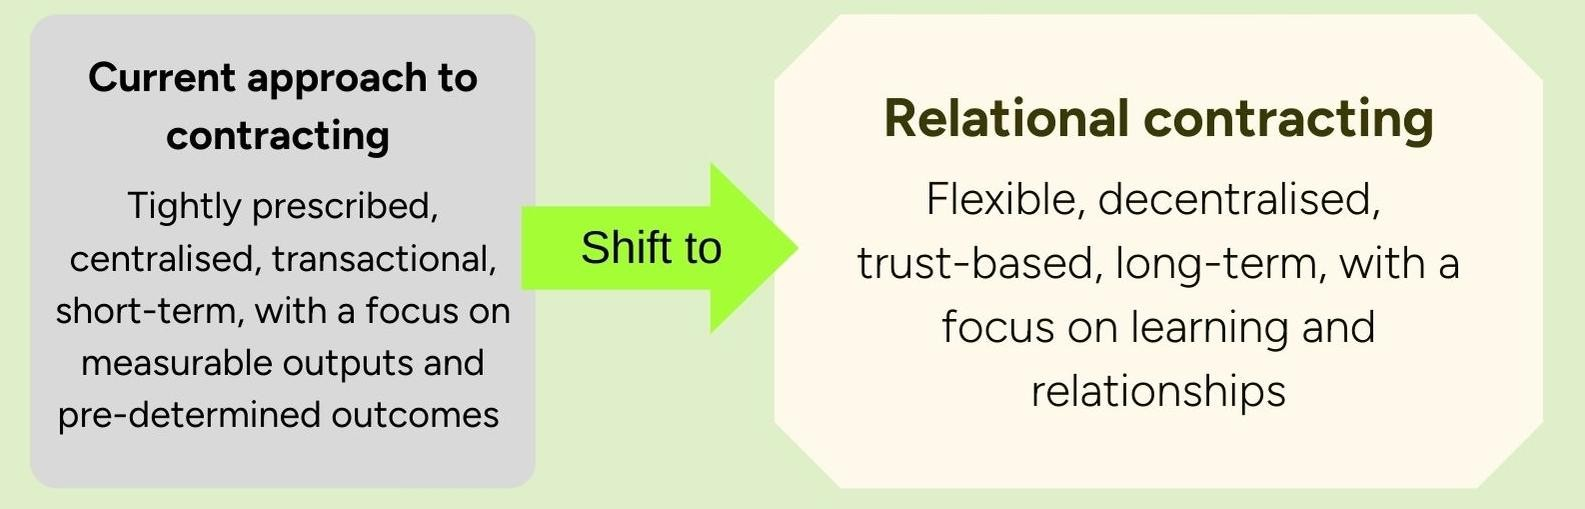 Current approach to
contracting
Tightly prescribed,
centralised, transactional,
short-term, with a focus on
measurable outputs and
pre-determined outcomes
Shift to
Relational contracting
Flexible, decentralised,
trust-based, long-term, with a
focus on learning and
relationships